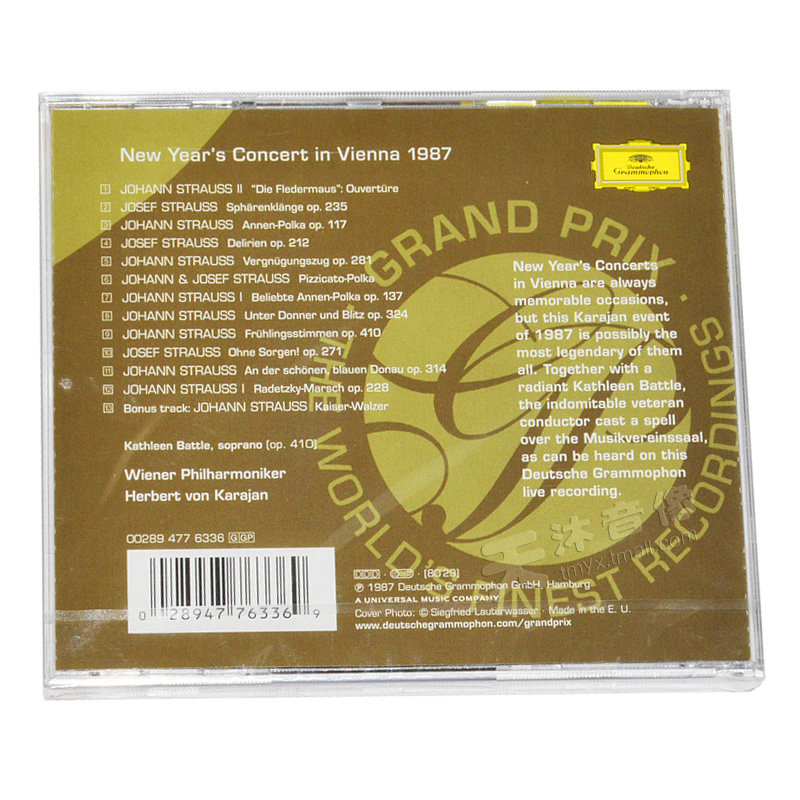 New Year's Concert in Vienna 1987
Deutsche
Grammophon
1 JOHANN STRAUSS II "Die Fledermaus": Ouvertüre
2 JOSEF STRAUSS Sphärenklänge op. 235
3 JOHANN STRAUSS Annen-Polka op. 117
4 JOSEF STRAUSS Delirien op. 212
5 JOHANN STRAUSS Vergnügungszug op. 281
6 JOHANN & JOSEF STRAUSS Pizzicato-Polka
7 JOHANN STRAUSS I Beliebte Annen-Polka op. 137
8 JOHANN STRAUSS Unter Donner und Blitz op. 324
9 JOHANN STRAUSS Frühlingsstimmen op. 410
10 JOSEF STRAUSS Ohne Sorgen! op. 271
11 JOHANN STRAUSS An der schönen, blauen Donau op. 314
12 JOHANN STRAUSS I Radetzky-Marsch op. 228
13 Bonus track: JOHANN STRAUSS Kaiser-Walzer
Kathleen Battle, soprano (op. 410)
Wiener Philharmoniker
Herbert von Karajan
New Year's Concerts
in Vienna are always
memorable occasions,
but this Karajan event
of 1987 is possibly the
most legendary of them
all. Together with a
radiant Kathleen Battle,
the indomitable veteran
conductor cast a spell
over the Musikvereinssaal,
as can be heard on this
Deutsche Grammophon
live recording.
GRAND PRIX · THE WORLD'S FINEST RECORDINGS ·
00289 477 6336 G GP
0 28947 76336 9
DDD [80'29]
℗ 1987 Deutsche Grammophon GmbH, Hamburg
A UNIVERSAL MUSIC COMPANY
Cover Photo: © Siegfried Lauterwasser · Made in the E. U.
www.deutschegrammophon.com/grandprix
天沐音像
tmyx.tmall.com